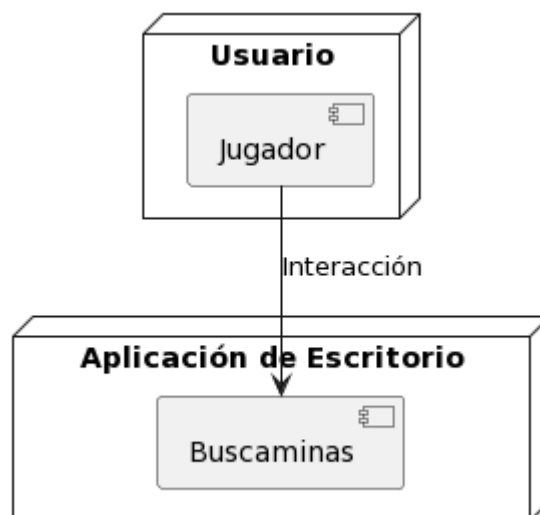 Usuario
Jugador
Interacción
Aplicación de Escritorio
Buscaminas